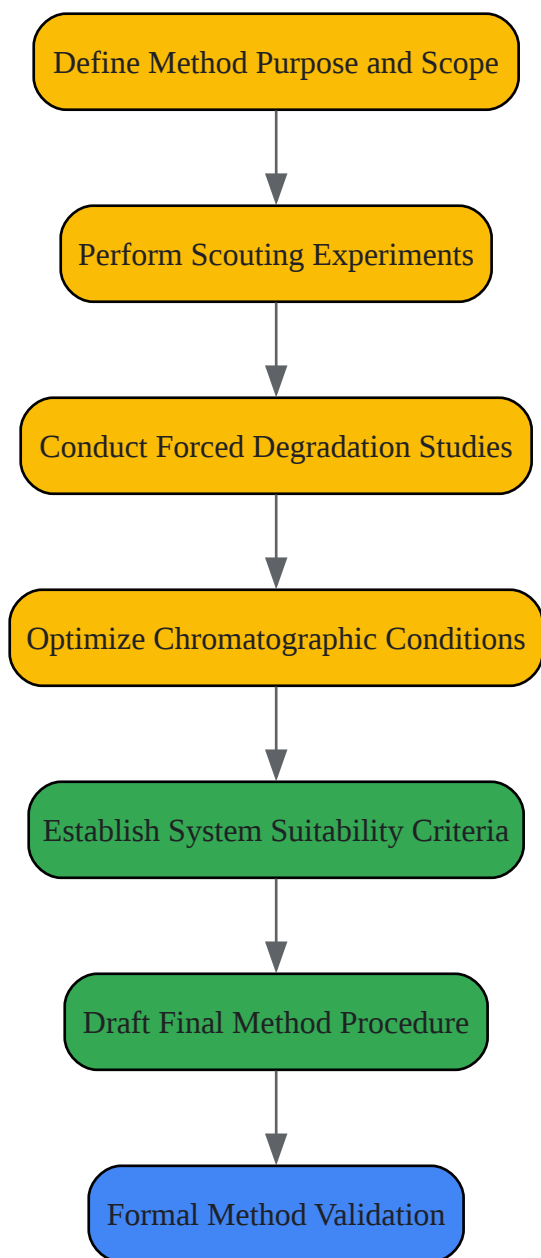 Define Method Purpose and Scope
Perform Scouting Experiments
Conduct Forced Degradation Studies
Optimize Chromatographic Conditions
Establish System Suitability Criteria
Draft Final Method Procedure
Formal Method Validation